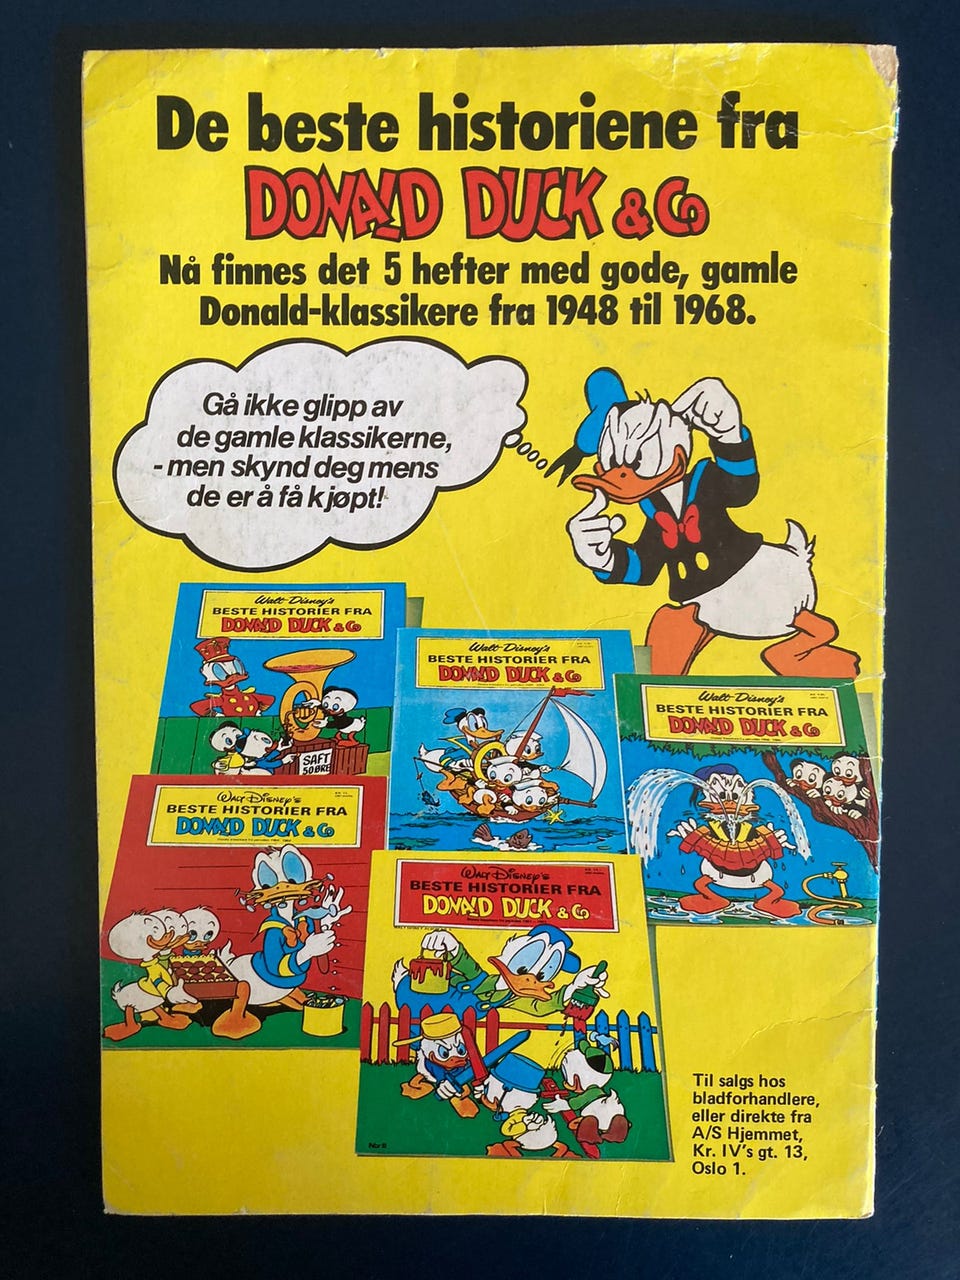 De beste historiene fra
DONALD DUCK & Co
Nå finnes det 5 hefter med gode, gamle
Donald-klassikere fra 1948 til 1968.
Gå ikke glipp av
de gamle klassikerne,
- men skynd deg mens
de er å få kjøpt!
Walt Disney's
BESTE HISTORIER FRA
DONALD DUCK & Co
SAFT
50 ØRE
Walt Disney's
BESTE HISTORIER FRA
DONALD DUCK & Co
Walt Disney's
BESTE HISTORIER FRA
DONALD DUCK & Co
Walt Disney's
BESTE HISTORIER FRA
DONALD DUCK & Co
Walt Disney's
BESTE HISTORIER FRA
DONALD DUCK & Co
Til salgs hos
bladforhandlere,
eller direkte fra
A/S Hjemmet,
Kr. IV's gt. 13,
Oslo 1.